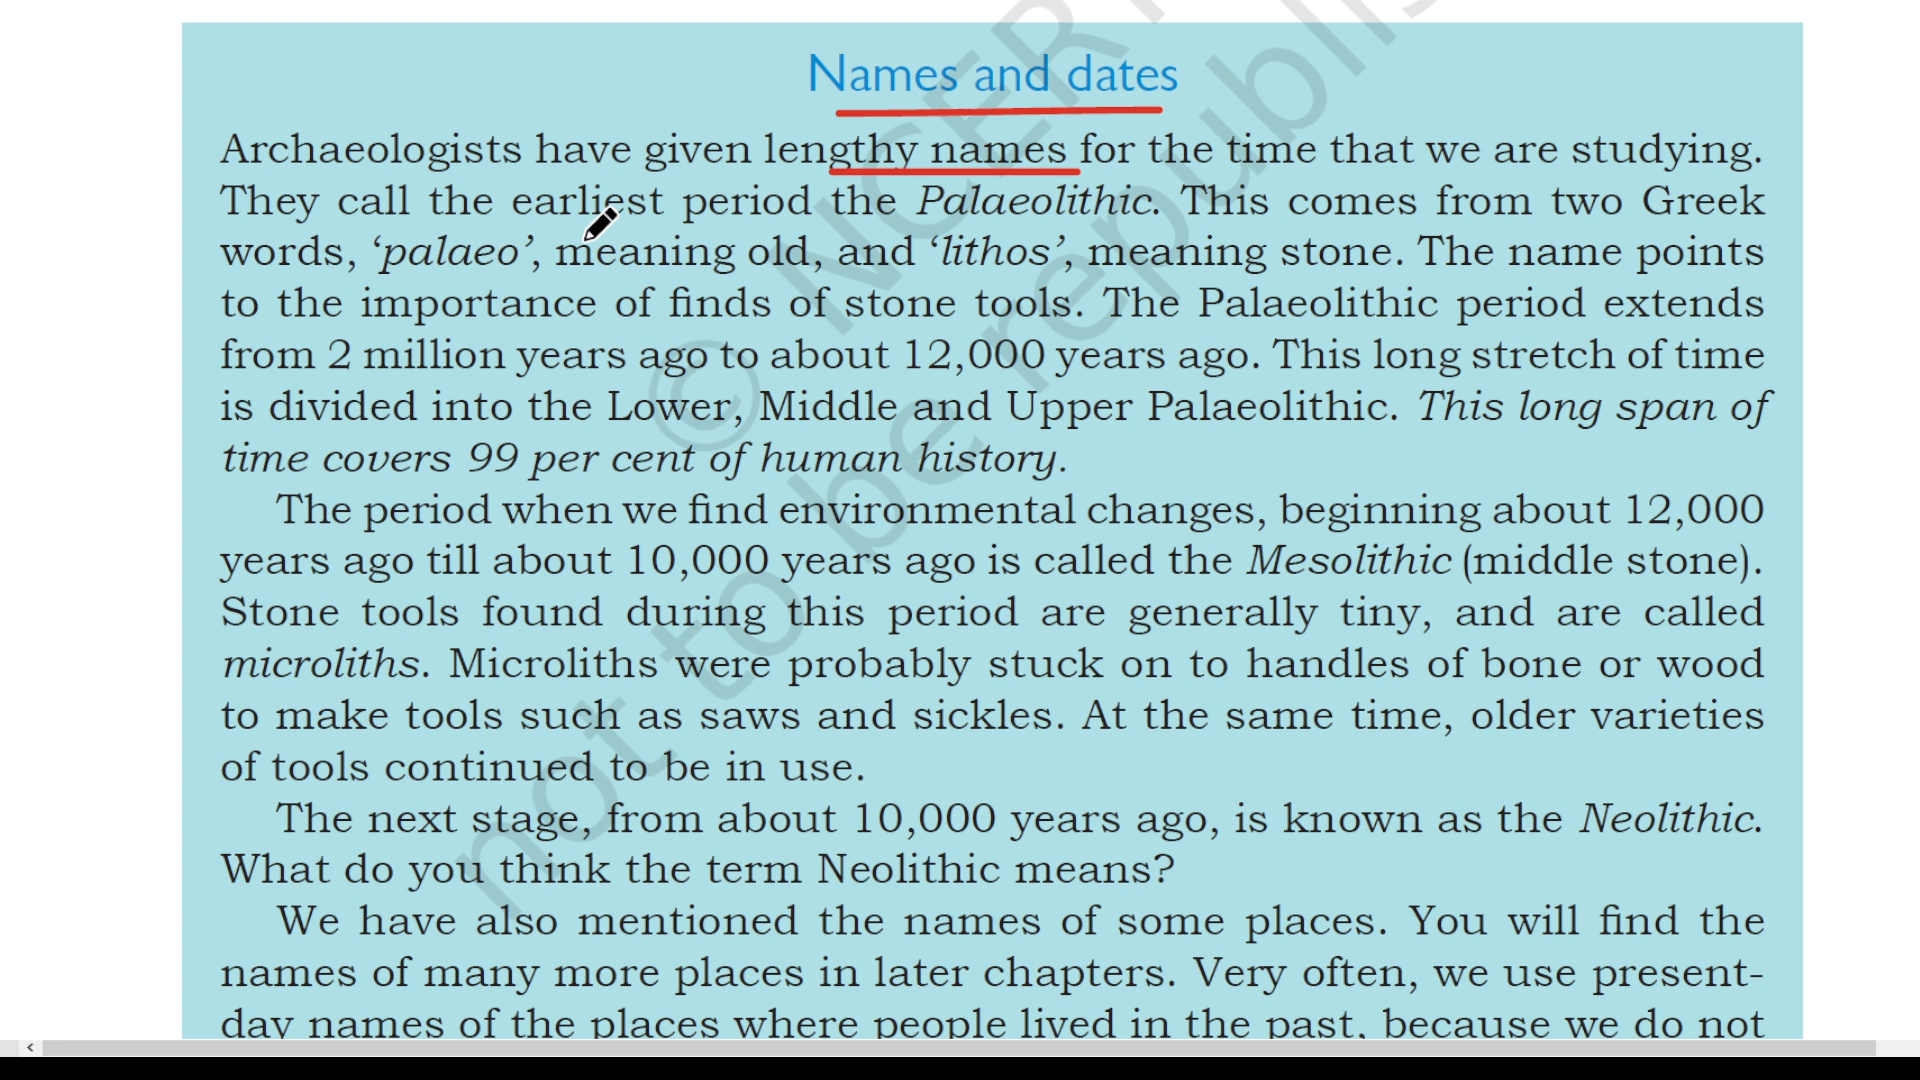 Names and dates
Archaeologists have given lengthy names for the time that we are studying.
They call the earliest period the Palaeolithic. This comes from two Greek
words, ‘palaeo’, meaning old, and ‘lithos’, meaning stone. The name points
to the importance of finds of stone tools. The Palaeolithic period extends
from 2 million years ago to about 12,000 years ago. This long stretch of time
is divided into the Lower, Middle and Upper Palaeolithic. This long span of
time covers 99 per cent of human history.
The period when we find environmental changes, beginning about 12,000
years ago till about 10,000 years ago is called the Mesolithic (middle stone).
Stone tools found during this period are generally tiny, and are called
microliths. Microliths were probably stuck on to handles of bone or wood
to make tools such as saws and sickles. At the same time, older varieties
of tools continued to be in use.
The next stage, from about 10,000 years ago, is known as the Neolithic.
What do you think the term Neolithic means?
We have also mentioned the names of some places. You will find the
names of many more places in later chapters. Very often, we use present-
day names of the places where people lived in the past, because we do not
© NCER
not to be republis